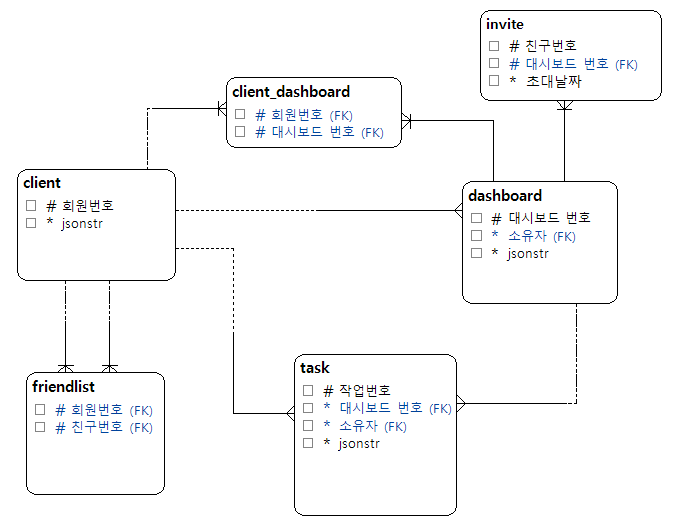 invite
# 친구번호
# 대시보드 번호 (FK)
* 초대날짜
client_dashboard
# 회원번호 (FK)
# 대시보드 번호 (FK)
client
# 회원번호
* jsonstr
dashboard
# 대시보드 번호
* 소유자 (FK)
* jsonstr
friendlist
# 회원번호 (FK)
# 친구번호 (FK)
task
# 작업번호
* 대시보드 번호 (FK)
* 소유자 (FK)
* jsonstr